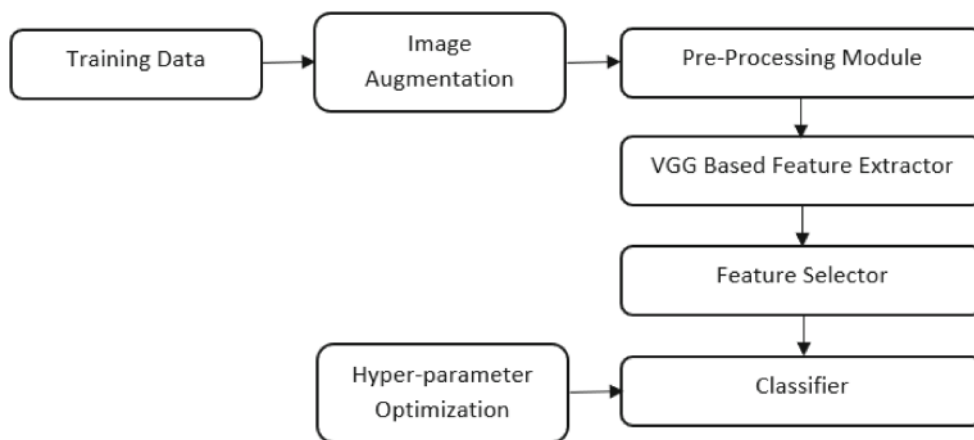 Training Data
Image
Augmentation
Pre-Processing Module
VGG Based Feature Extractor
Feature Selector
Hyper-parameter
Optimization
Classifier